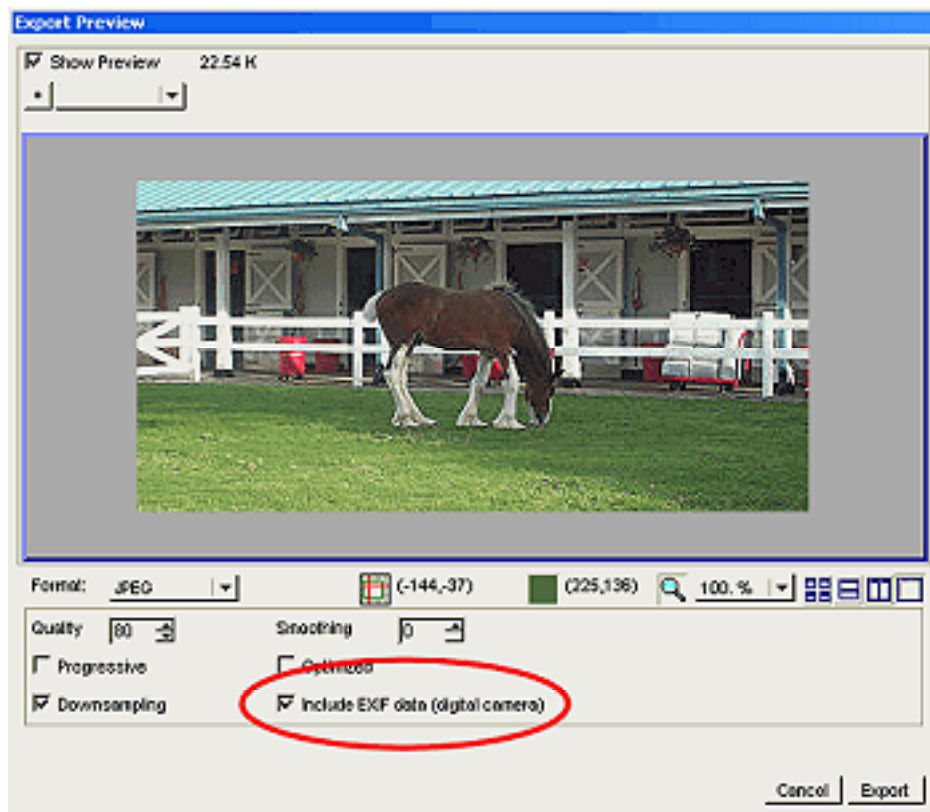 Export Preview
Show Preview 22.54 K
Format: JPEG (-144,-37) (225,136) 100. %
Quality 80 Smoothing 0
Progressive Optimized
Downsampling Include EXIF data (digital camera)
Cancel Export